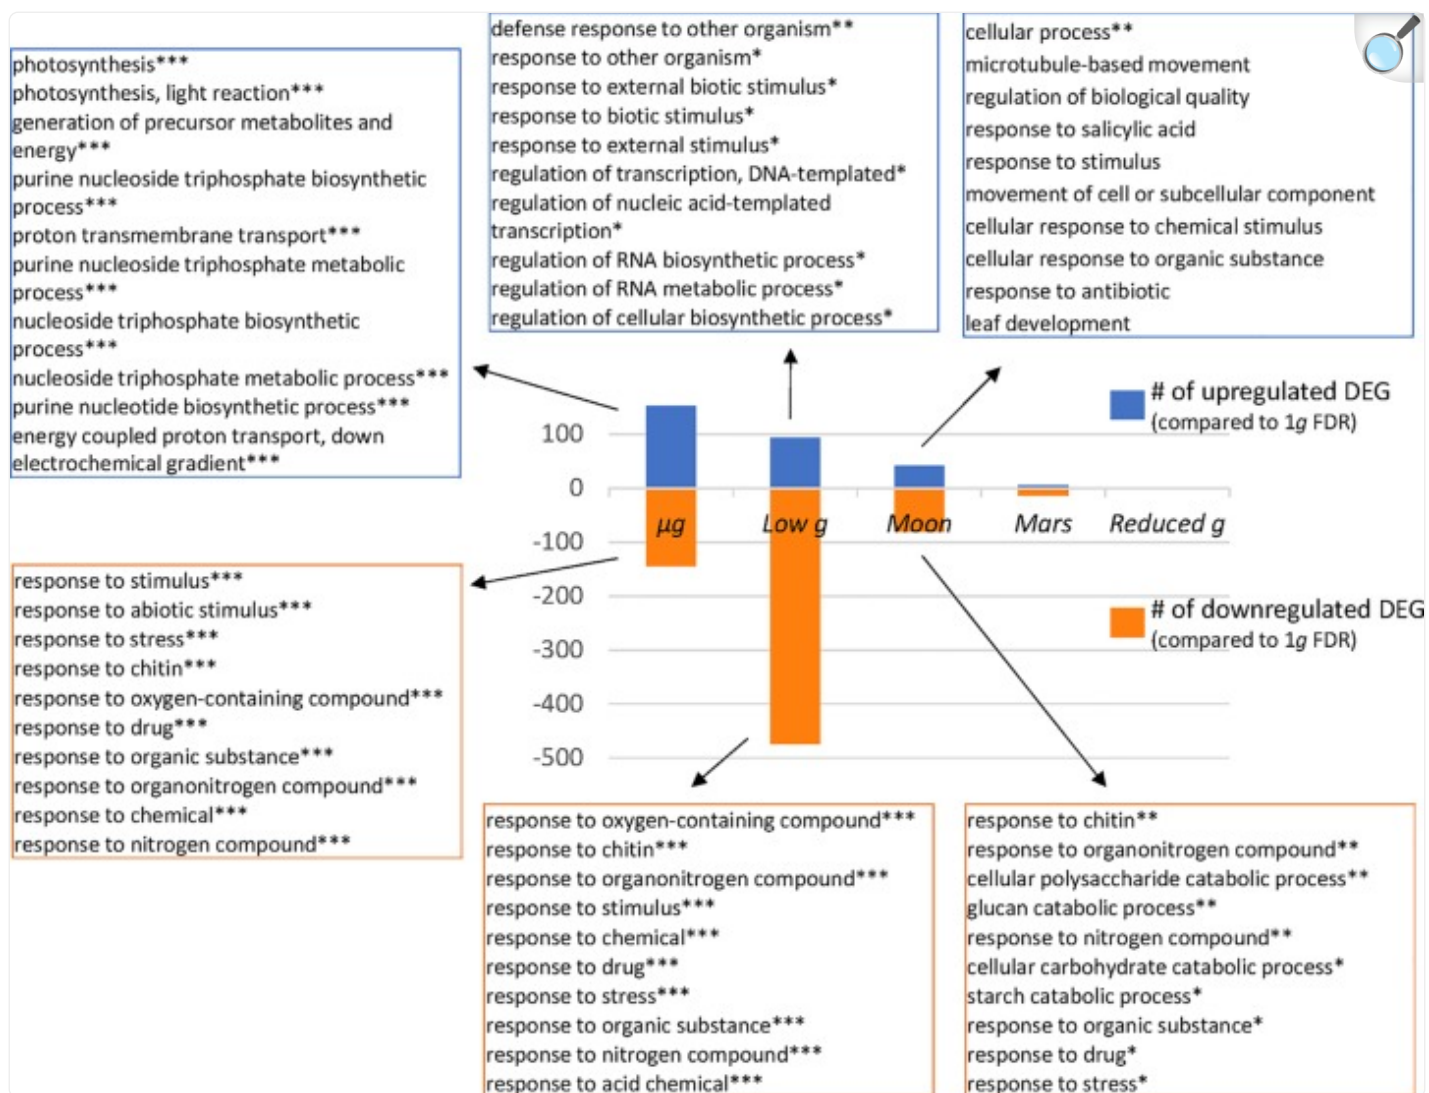 photosynthesis***
photosynthesis, light reaction***
generation of precursor metabolites and
energy***
purine nucleoside triphosphate biosynthetic
process***
proton transmembrane transport***
purine nucleoside triphosphate metabolic
process***
nucleoside triphosphate biosynthetic
process***
nucleoside triphosphate metabolic process***
purine nucleotide biosynthetic process***
energy coupled proton transport, down
electrochemical gradient***
defense response to other organism**
response to other organism*
response to external biotic stimulus*
response to biotic stimulus*
response to external stimulus*
regulation of transcription, DNA-templated*
regulation of nucleic acid-templated
transcription*
regulation of RNA biosynthetic process*
regulation of RNA metabolic process*
regulation of cellular biosynthetic process*
cellular process**
microtubule-based movement
regulation of biological quality
response to salicylic acid
response to stimulus
movement of cell or subcellular component
cellular response to chemical stimulus
cellular response to organic substance
response to antibiotic
leaf development
# of upregulated DEG
(compared to 1g FDR)
100
0
-100
-200
-300
-400
-500
μg
Low g
Moon
Mars
Reduced g
# of downregulated DEG
(compared to 1g FDR)
response to stimulus***
response to abiotic stimulus***
response to stress***
response to chitin***
response to oxygen-containing compound***
response to drug***
response to organic substance***
response to organonitrogen compound***
response to chemical***
response to nitrogen compound***
response to oxygen-containing compound***
response to chitin***
response to organonitrogen compound***
response to stimulus***
response to chemical***
response to drug***
response to stress***
response to organic substance***
response to nitrogen compound***
response to acid chemical***
response to chitin**
response to organonitrogen compound**
cellular polysaccharide catabolic process**
glucan catabolic process**
response to nitrogen compound**
cellular carbohydrate catabolic process*
starch catabolic process*
response to organic substance*
response to drug*
response to stress*